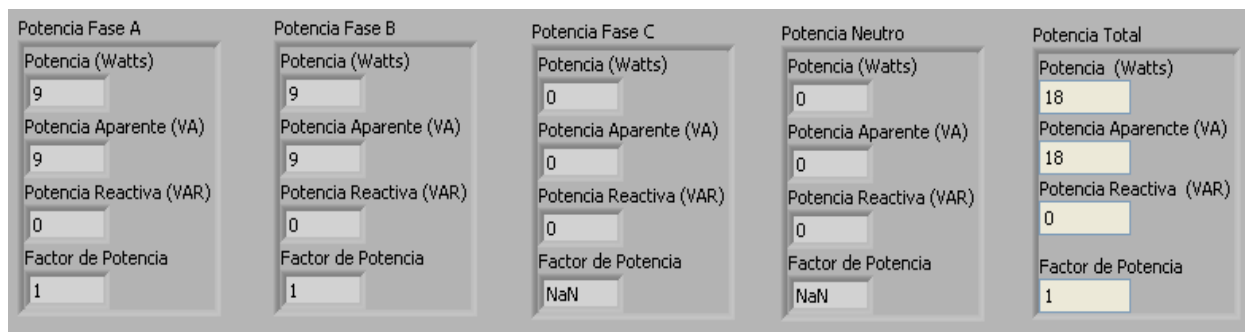 Potencia Fase A
Potencia (Watts)
9
Potencia Aparente (VA)
9
Potencia Reactiva (VAR)
0
Factor de Potencia
1
Potencia Fase B
Potencia (Watts)
9
Potencia Aparente (VA)
9
Potencia Reactiva (VAR)
0
Factor de Potencia
1
Potencia Fase C
Potencia (Watts)
0
Potencia Aparente (VA)
0
Potencia Reactiva (VAR)
0
Factor de Potencia
NaN
Potencia Neutro
Potencia (Watts)
0
Potencia Aparente (VA)
0
Potencia Reactiva (VAR)
0
Factor de Potencia
NaN
Potencia Total
Potencia (Watts)
18
Potencia Aparencte (VA)
18
Potencia Reactiva (VAR)
0
Factor de Potencia
1